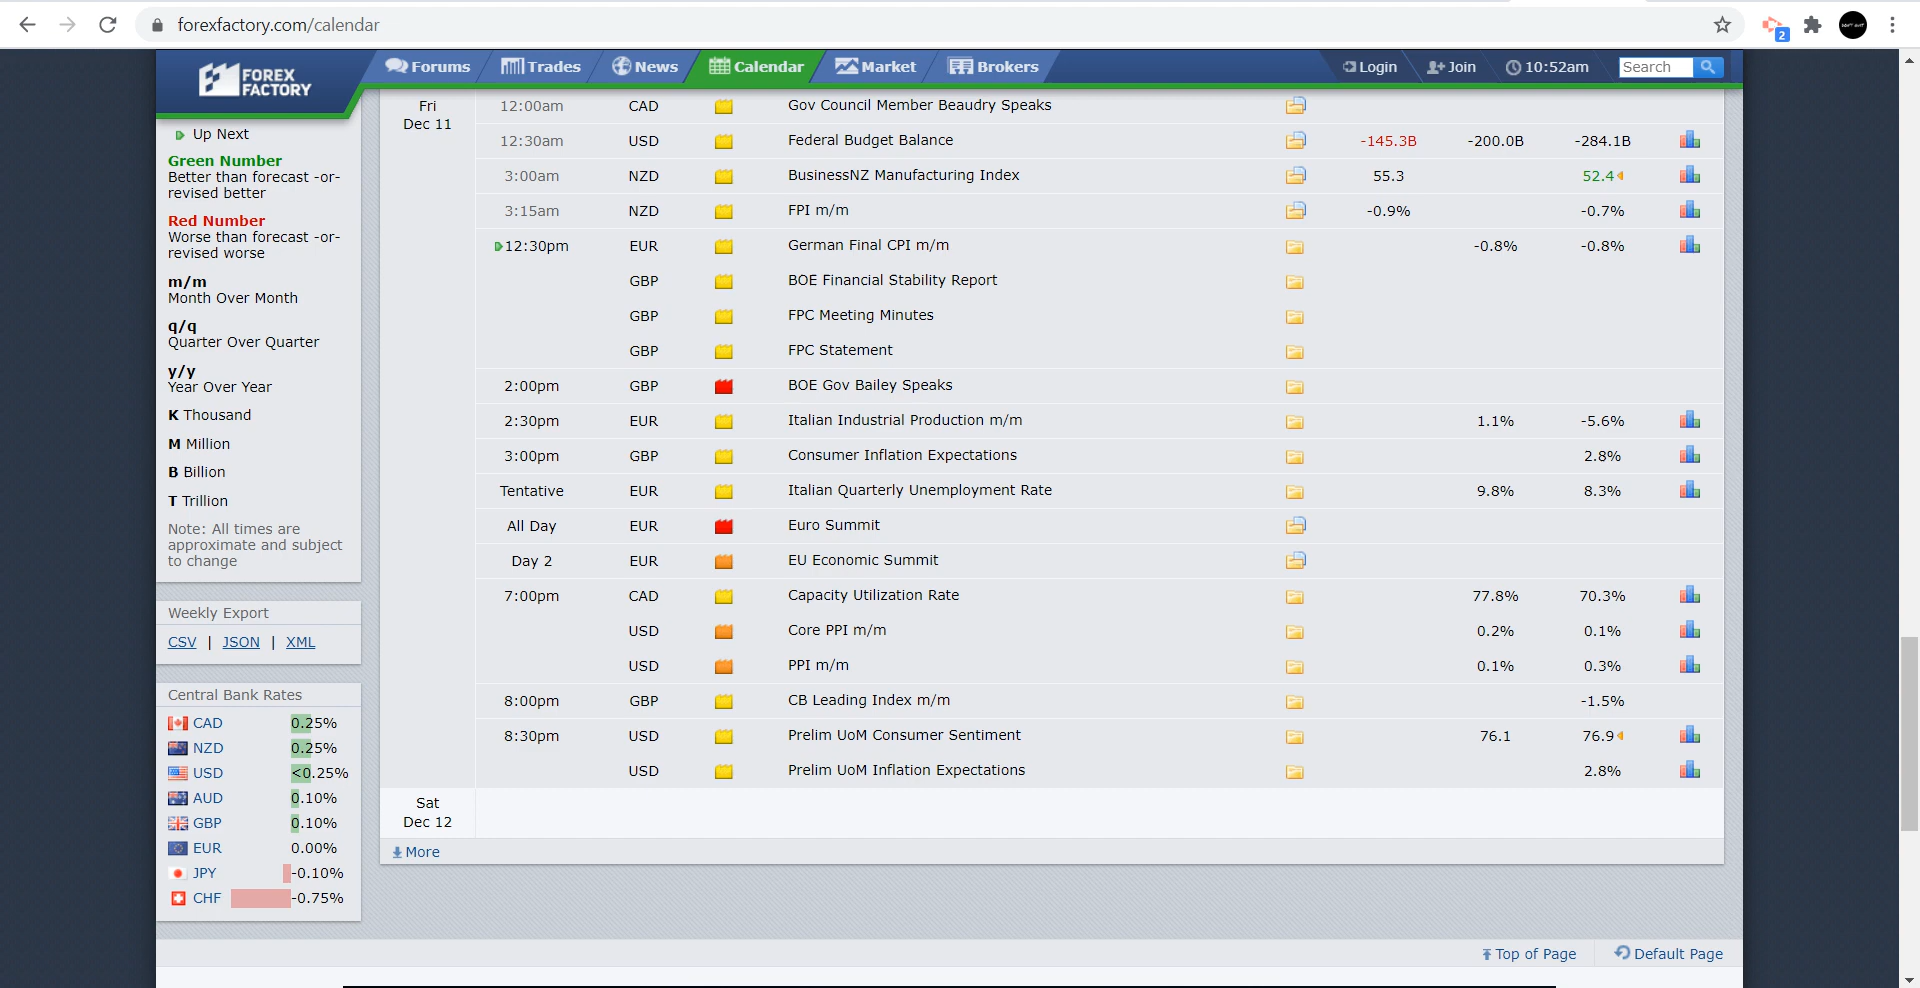 forexfactory.com/calendar
2
FOREX FACTORY
Forums
Trades
News
Calendar
Market
Brokers
Login
Join
10:52am
Search
Up Next
Green Number
Better than forecast -or-
revised better
Red Number
Worse than forecast -or-
revised worse
m/m
Month Over Month
q/q
Quarter Over Quarter
y/y
Year Over Year
K Thousand
M Million
B Billion
T Trillion
Note: All times are
approximate and subject
to change
Weekly Export
CSV | JSON | XML
Central Bank Rates
CAD 0.25%
NZD 0.25%
USD <0.25%
AUD 0.10%
GBP 0.10%
EUR 0.00%
JPY -0.10%
CHF -0.75%
Fri
Dec 11
12:00am CAD Gov Council Member Beaudry Speaks
12:30am USD Federal Budget Balance -145.3B -200.0B -284.1B
3:00am NZD BusinessNZ Manufacturing Index 55.3 52.4
3:15am NZD FPI m/m -0.9% -0.7%
12:30pm EUR German Final CPI m/m -0.8% -0.8%
GBP BOE Financial Stability Report
GBP FPC Meeting Minutes
GBP FPC Statement
2:00pm GBP BOE Gov Bailey Speaks
2:30pm EUR Italian Industrial Production m/m 1.1% -5.6%
3:00pm GBP Consumer Inflation Expectations 2.8%
Tentative EUR Italian Quarterly Unemployment Rate 9.8% 8.3%
All Day EUR Euro Summit
Day 2 EUR EU Economic Summit
7:00pm CAD Capacity Utilization Rate 77.8% 70.3%
USD Core PPI m/m 0.2% 0.1%
USD PPI m/m 0.1% 0.3%
8:00pm GBP CB Leading Index m/m -1.5%
8:30pm USD Prelim UoM Consumer Sentiment 76.1 76.9
USD Prelim UoM Inflation Expectations 2.8%
Sat
Dec 12
More
Top of Page
Default Page